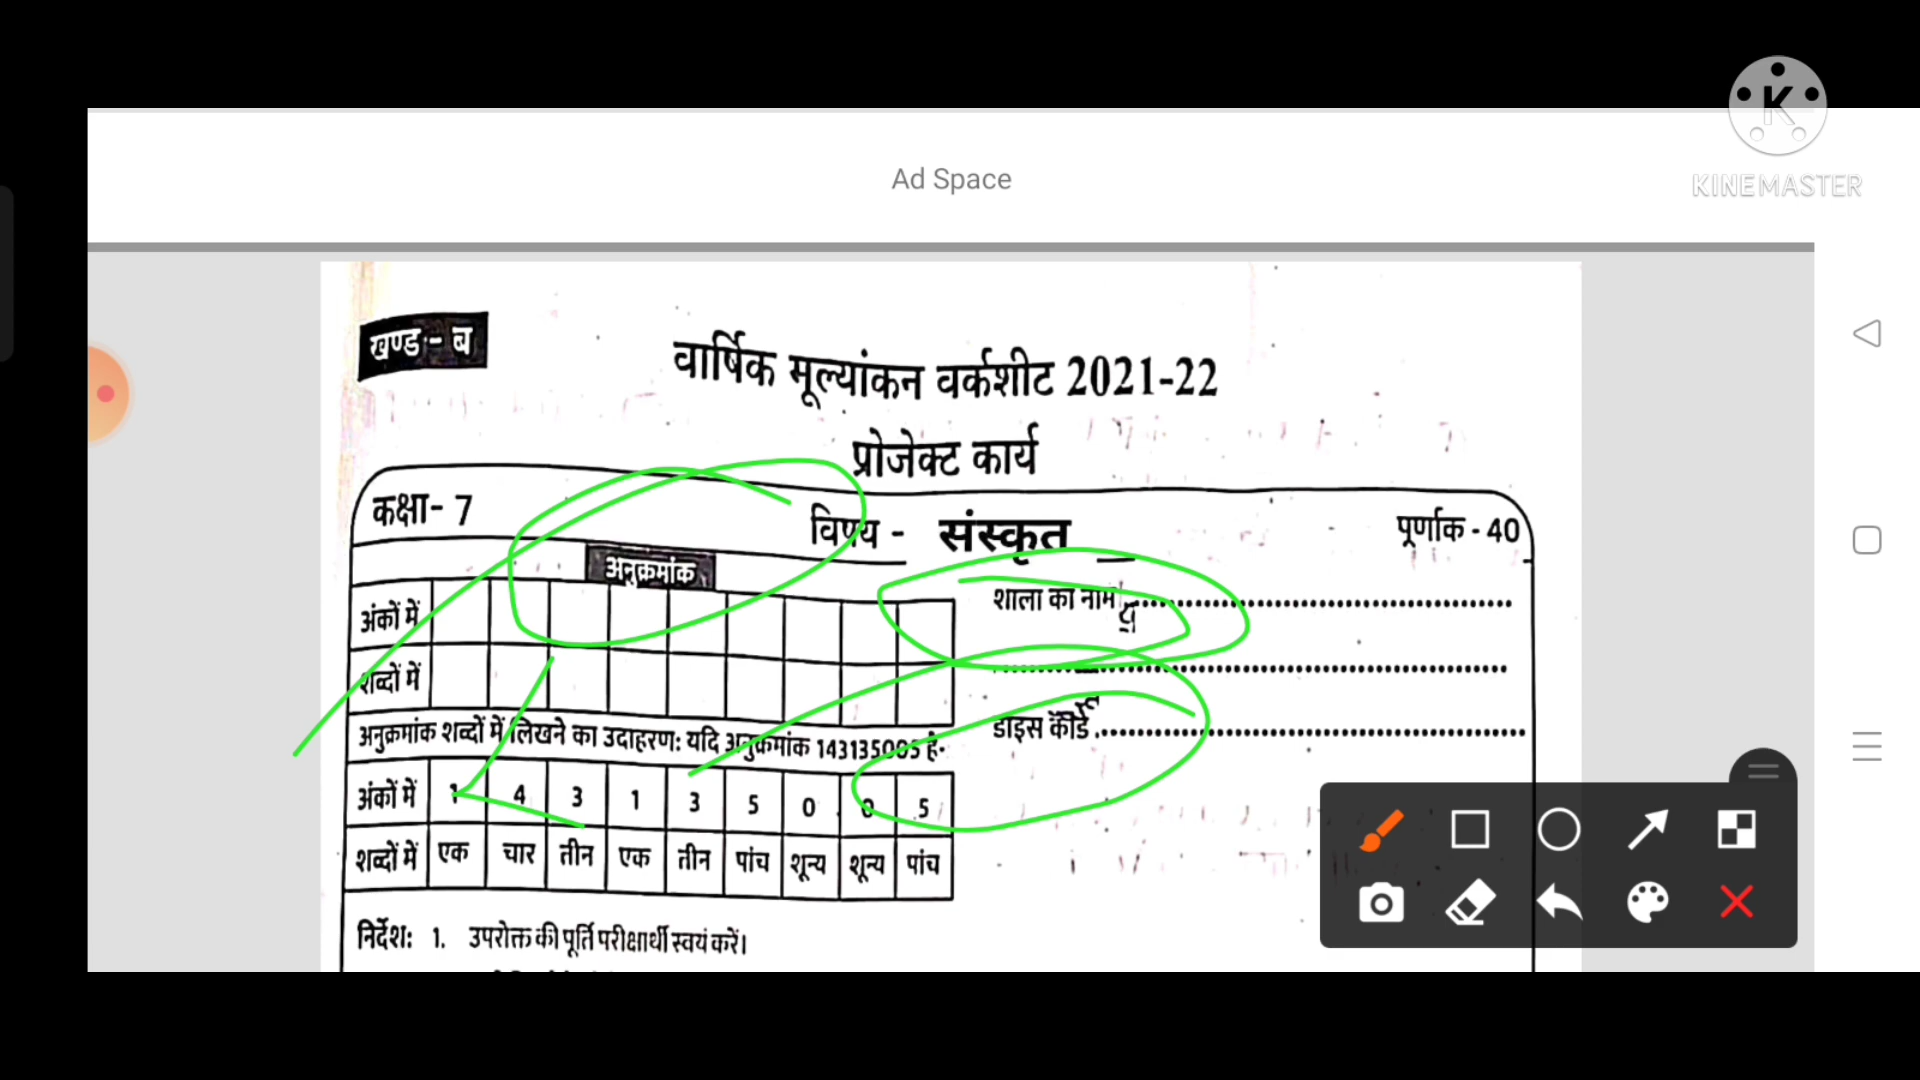 K
KINEMASTER
Ad Space
खण्ड - ब
वार्षिक मूल्यांकन वर्कशीट 2021-22
प्रोजेक्ट कार्य
कक्षा- 7 विषय - संस्कृत पूर्णांक - 40
अनुक्रमांक
अंकों में
शब्दों में
शाला का नाम
डाइस कोड
अनुक्रमांक शब्दों में लिखने का उदाहरण: यदि अनुक्रमांक 143135005 है-
अंकों में 1 4 3 1 3 5 0 0 5
शब्दों में एक चार तीन एक तीन पांच शून्य शून्य पांच
निर्देश: 1. उपरोक्त की पूर्ति परीक्षार्थी स्वयं करें।